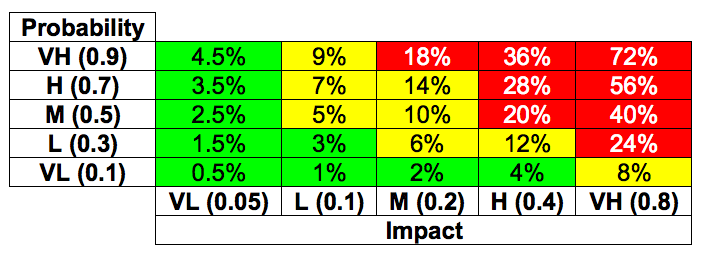 Probability
VH (0.9) 4.5% 9% 18% 36% 72%
H (0.7) 3.5% 7% 14% 28% 56%
M (0.5) 2.5% 5% 10% 20% 40%
L (0.3) 1.5% 3% 6% 12% 24%
VL (0.1) 0.5% 1% 2% 4% 8%
VL (0.05) L (0.1) M (0.2) H (0.4) VH (0.8)
Impact